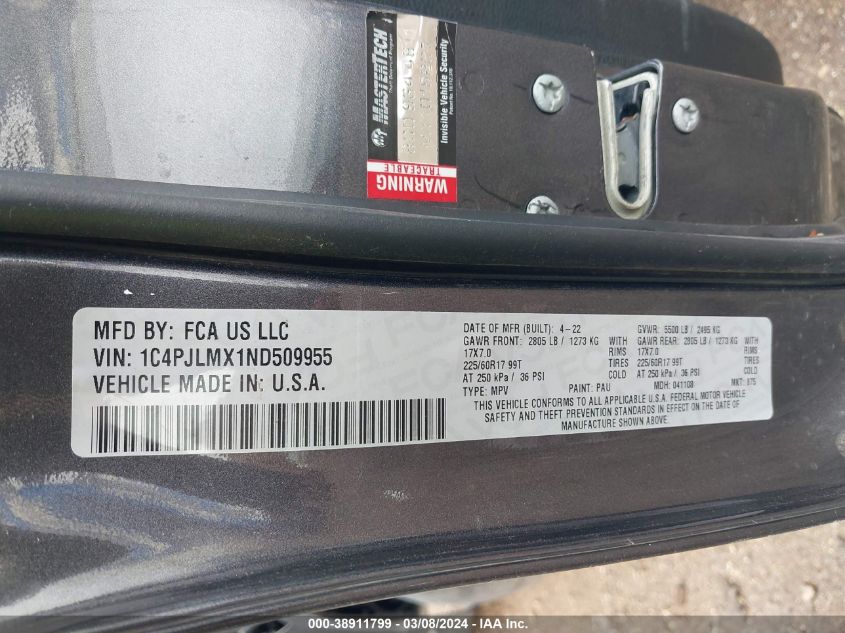 MASTERTECH
Invisible Vehicle Security
WARNING
TRACEABLE
MFD BY: FCA US LLC
VIN: 1C4PJLMX1ND509955
VEHICLE MADE IN: U.S.A.
DATE OF MFR (BUILT): 4-22 GVWR: 5500 LB / 2495 KG
GAWR FRONT: 2805 LB / 1273 KG WITH GAWR REAR: 2805 LB / 1273 KG WITH
17X7.0 RIMS 17X7.0 RIMS
225/60R17 99T TIRES 225/60R17 99T TIRES
AT 250 kPa / 36 PSI COLD AT 250 kPa / 36 PSI COLD
TYPE: MPV PAINT: PAU MDH: 041108 MKT: 875
THIS VEHICLE CONFORMS TO ALL APPLICABLE U.S.A. FEDERAL MOTOR VEHICLE
SAFETY AND THEFT PREVENTION STANDARDS IN EFFECT ON THE DATE OF
MANUFACTURE SHOWN ABOVE.
000-38911799 - 03/08/2024 - IAAI.com